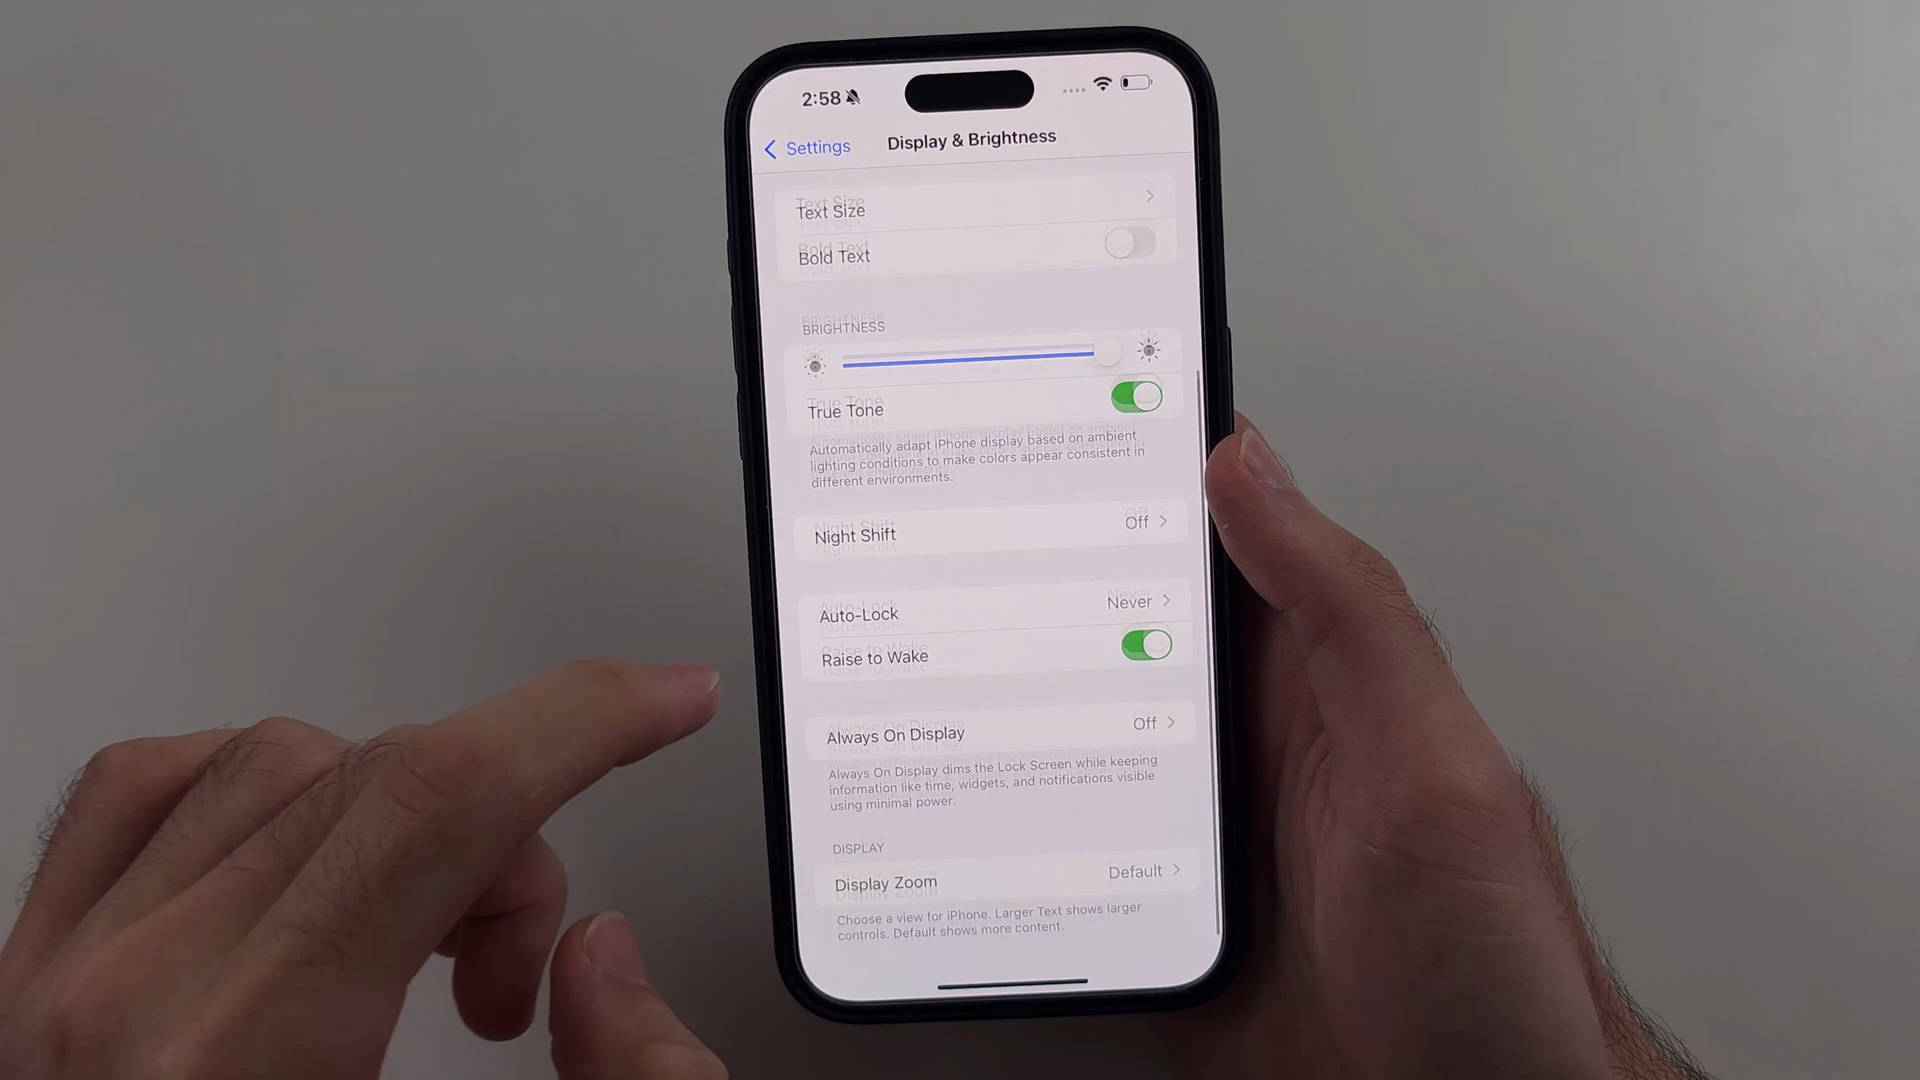 2:58
Settings
Display & Brightness
Text Size
Bold Text
BRIGHTNESS
True Tone
Automatically adapt iPhone display based on ambient
lighting conditions to make colors appear consistent in
different environments.
Night Shift Off
Auto-Lock Never
Raise to Wake
Always On Display Off
Always On Display dims the Lock Screen while keeping
information like time, widgets, and notifications visible
using minimal power.
DISPLAY
Display Zoom Default
Choose a view for iPhone. Larger Text shows larger
controls. Default shows more content.